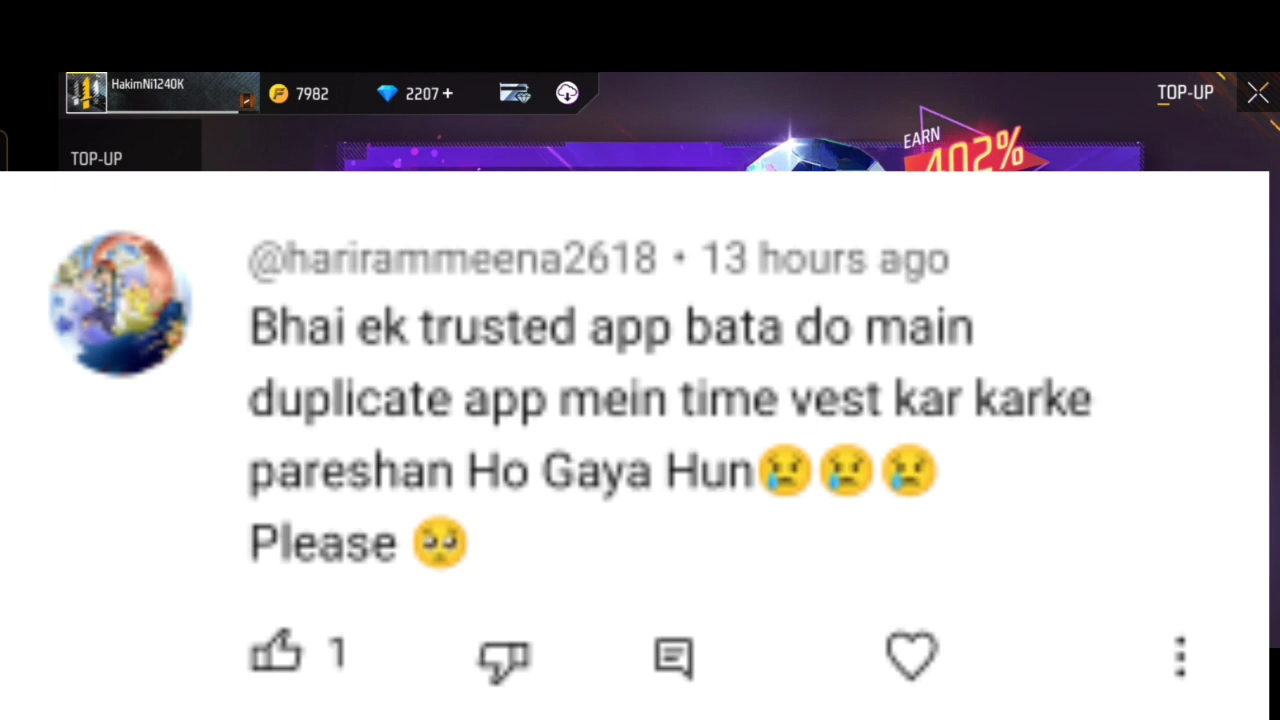 HakimNi1240K
7982
2207 +
TOP-UP
TOP-UP
EARN
402%
@harirammeena2618 • 13 hours ago
Bhai ek trusted app bata do main
duplicate app mein time vest kar karke
pareshan Ho Gaya Hun😢😢😢
Please 🥺
1